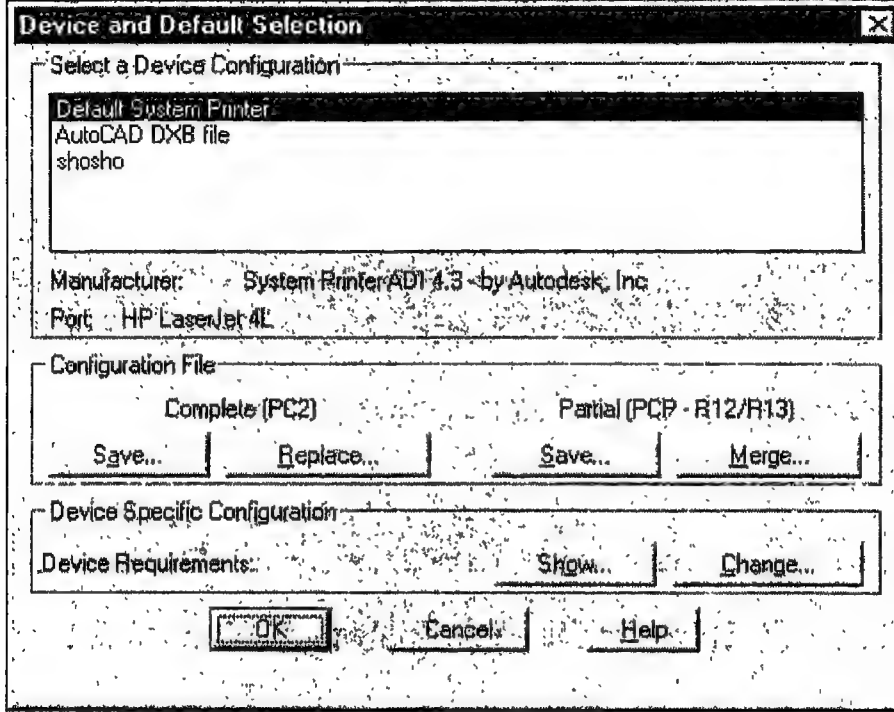 Device and Default Selection
Select a Device Configuration
Default System Printer
AutoCAD DXB file
shosho
Manufacturer: System Printer ADI 4.3 - by Autodesk, Inc
Port: HP LaserJet 4L
Configuration File
Complete (PC2) Partial (PCP - R12/R13)
Save... Replace... Save... Merge...
Device Specific Configuration
Device Requirements: Show... Change...
OK Cancel Help